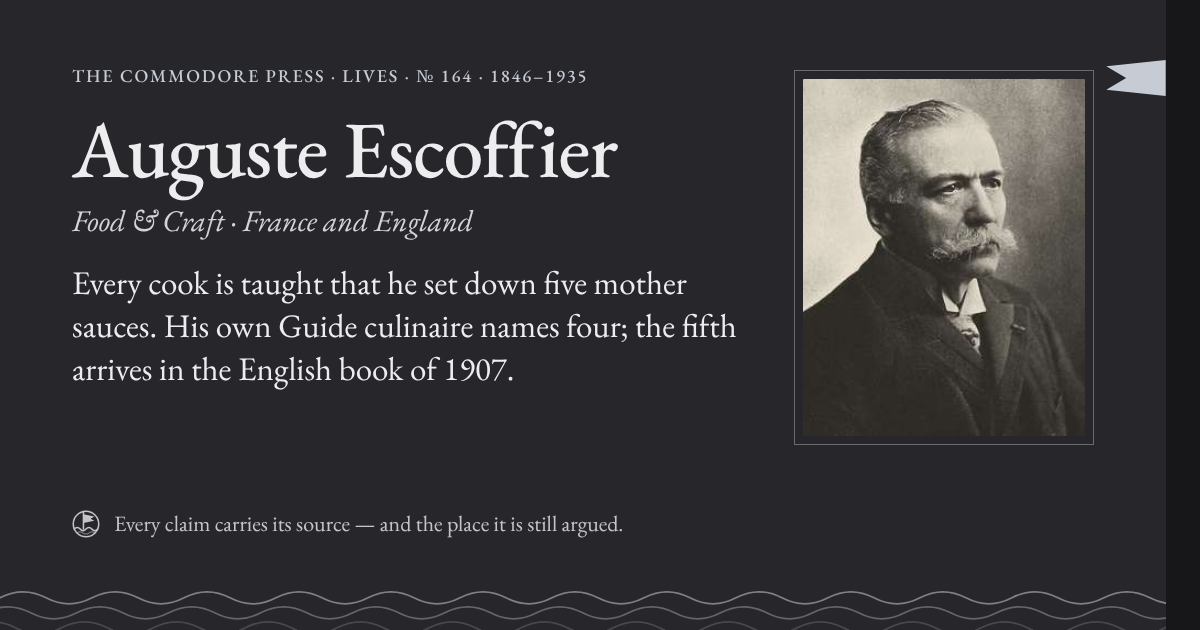 THE COMMODORE PRESS · LIVES · № 164 · 1846–1935
Auguste Escoffier
Food & Craft · France and England
Every cook is taught that he set down five mother
sauces. His own Guide culinaire names four; the fifth
arrives in the English book of 1907.
Every claim carries its source — and the place it is still argued.